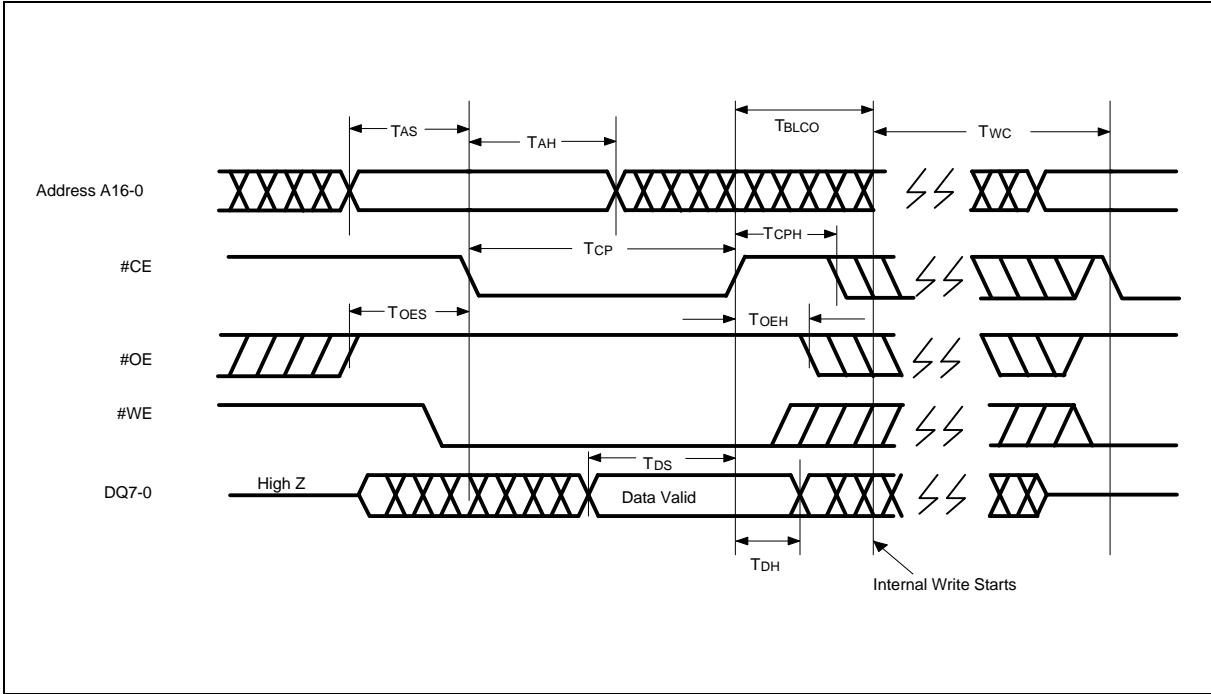 TAS
TAH
TBLCO
TWC
Address A16-0
TCPH
TCP
#CE
TOES
TOEH
#OE
#WE
TDS
High Z
DQ7-0
Data Valid
TDH
Internal Write Starts